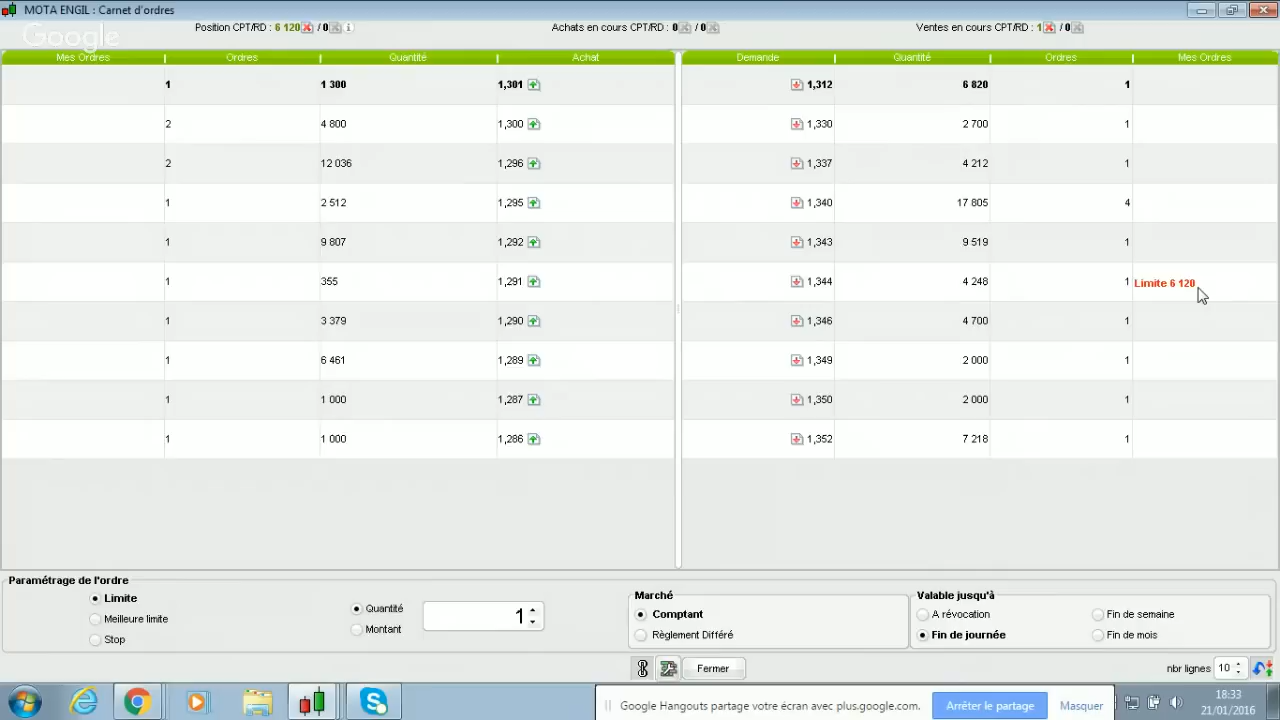 MOTA ENGIL : Carnet d'ordres
Google
Position CPT/RD : 6 120 / 0
Achats en cours CPT/RD : 0 / 0
Ventes en cours CPT/RD : 1 / 0
Mes Ordres Ordres Quantité Achat Demande Quantité Ordres Mes Ordres
1 1 300 1,301 1,312 6 820 1
2 4 800 1,300 1,330 2 700 1
2 12 036 1,296 1,337 4 212 1
1 2 512 1,295 1,340 17 805 4
1 9 807 1,292 1,343 9 519 1
1 355 1,291 1,344 4 248 1 Limite 6 120
1 3 379 1,290 1,346 4 700 1
1 6 461 1,289 1,349 2 000 1
1 1 000 1,287 1,350 2 000 1
1 1 000 1,286 1,352 7 218 1
Paramétrage de l'ordre
Limite
Meilleure limite
Stop
Quantité
Montant
1
Marché
Comptant
Règlement Différé
Valable jusqu'à
A révocation
Fin de semaine
Fin de journée
Fin de mois
Fermer
nbr lignes 10
Google Hangouts partage votre écran avec plus.google.com.
Arrêter le partage
Masquer
18:33
21/01/2016